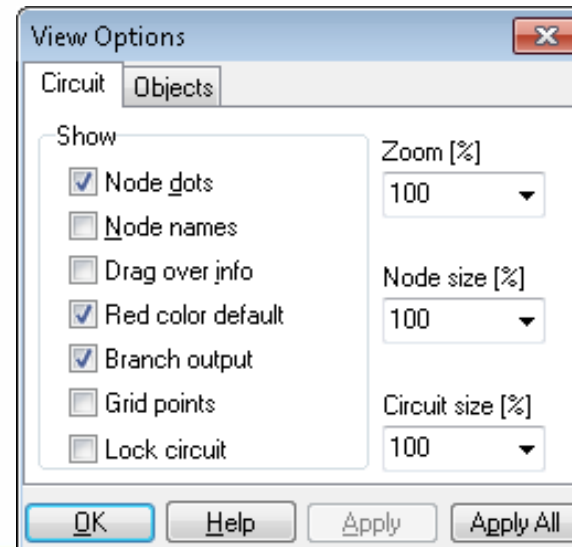 View Options
Circuit Objects
Show
Node dots
Node names
Drag over info
Red color default
Branch output
Grid points
Lock circuit
Zoom [%]
100
Node size [%]
100
Circuit size [%]
100
OK Help Apply Apply All